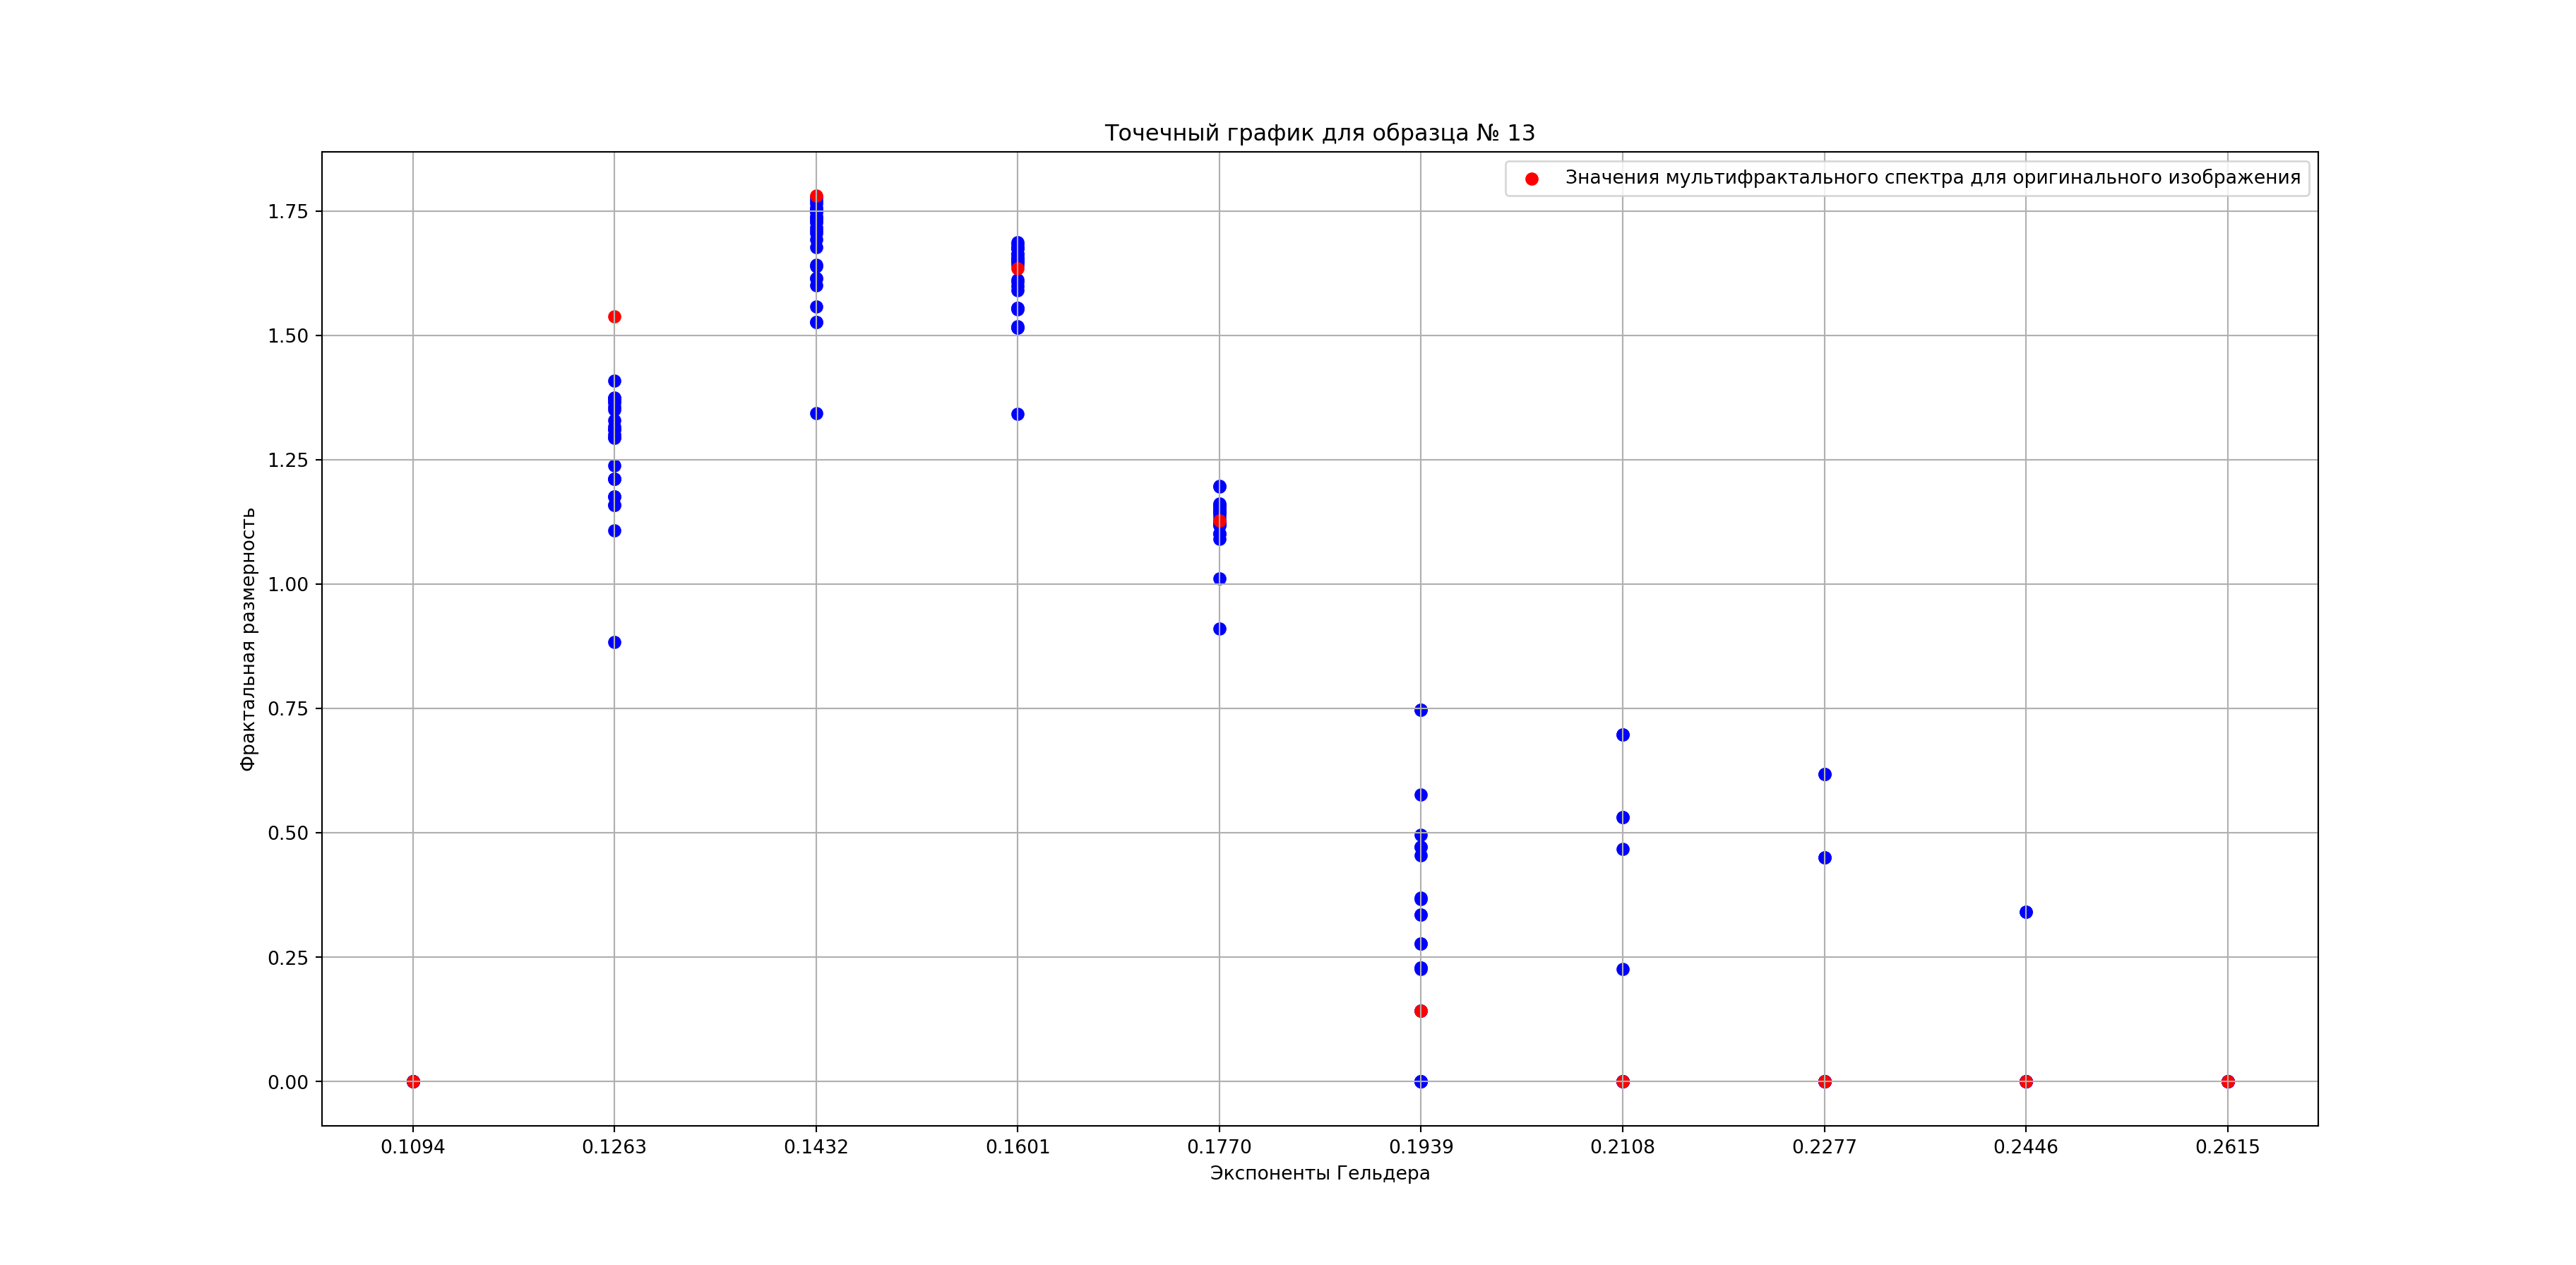 Точечный график для образца № 13
Значения мультифрактального спектра для оригинального изображения
Фрактальная размерность
1.75
1.50
1.25
1.00
0.75
0.50
0.25
0.00
0.1094 0.1263 0.1432 0.1601 0.1770 0.1939 0.2108 0.2277 0.2446 0.2615
Экспоненты Гельдера